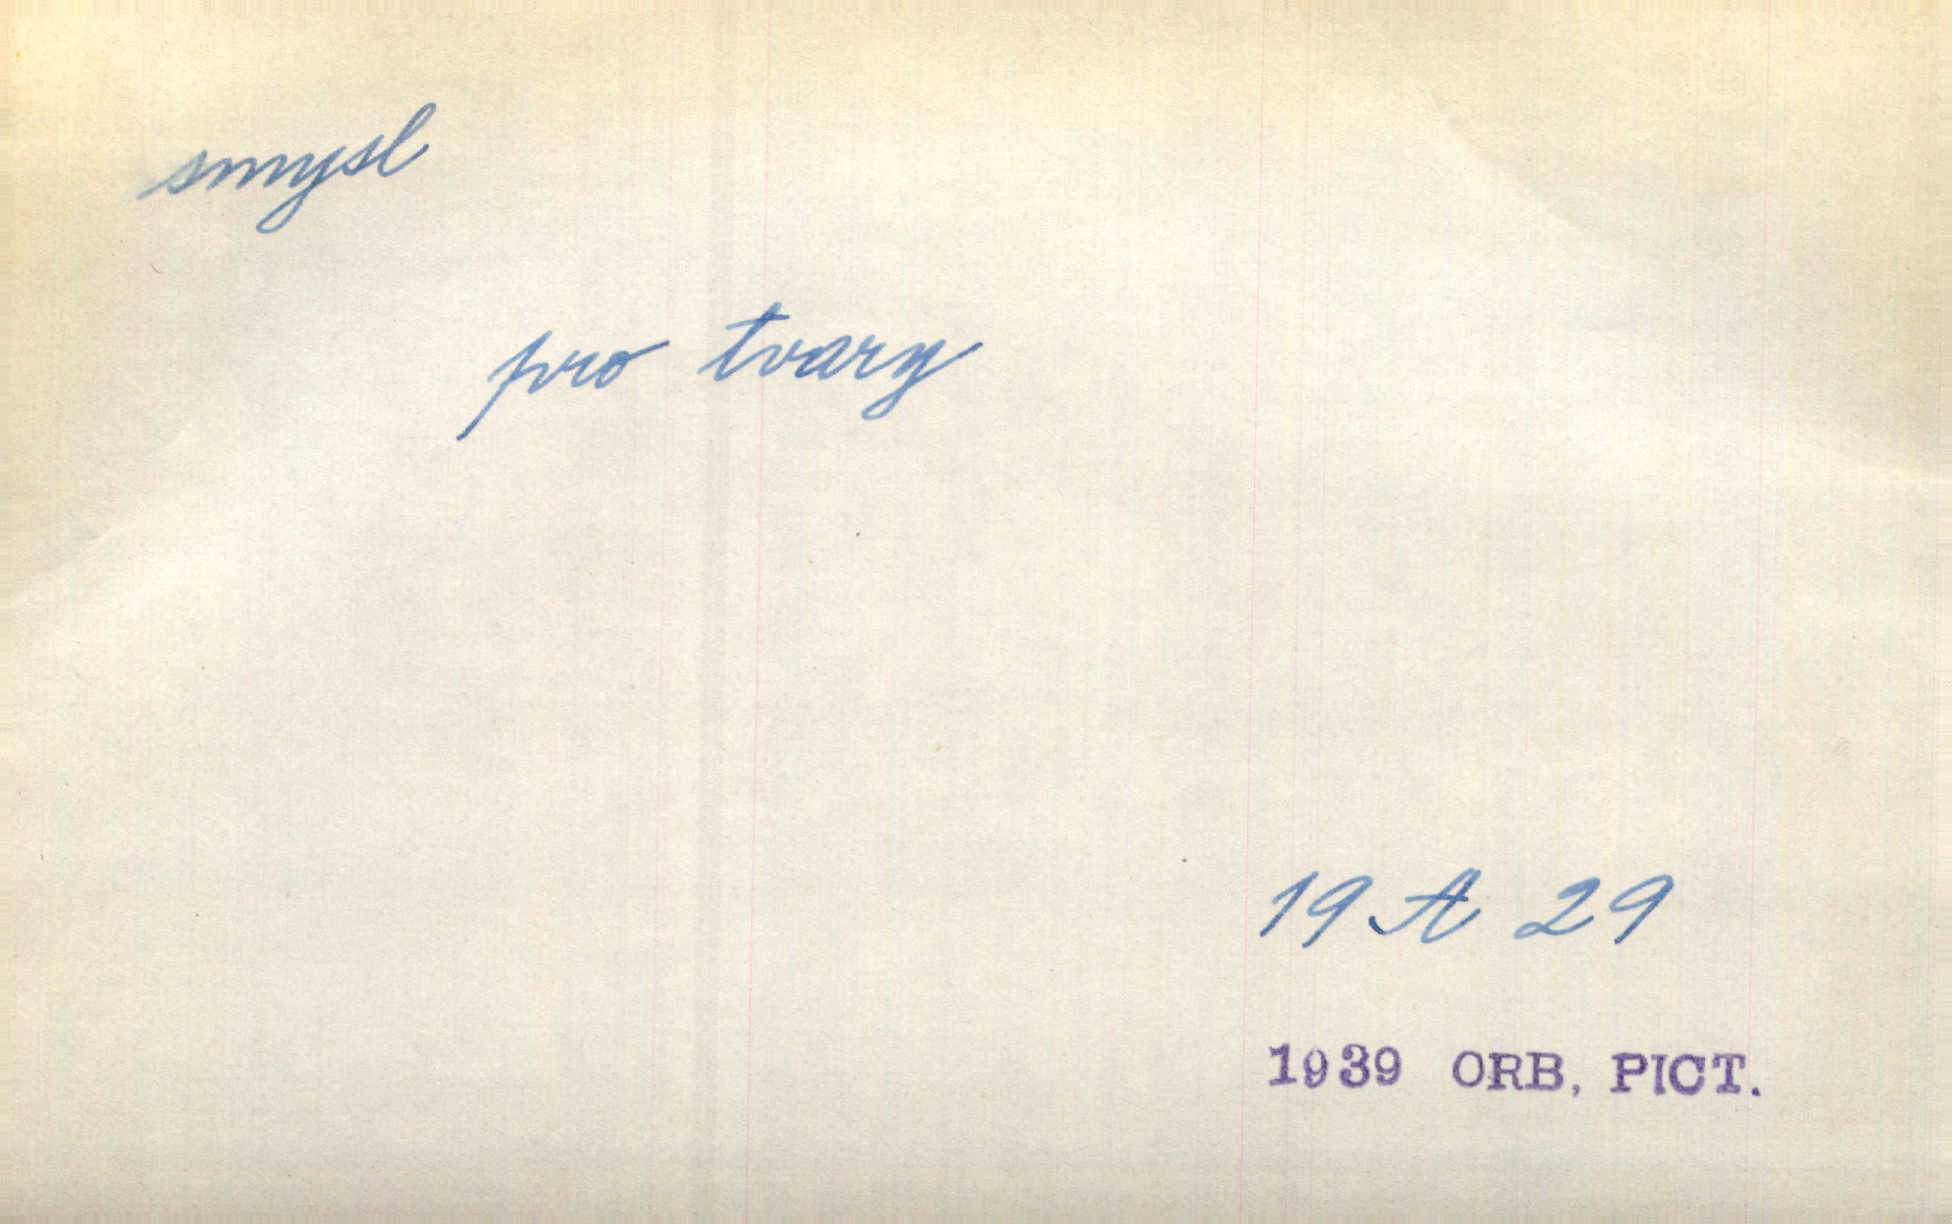 smysl
pro tvary
19 A 29
1939 ORB, PICT.